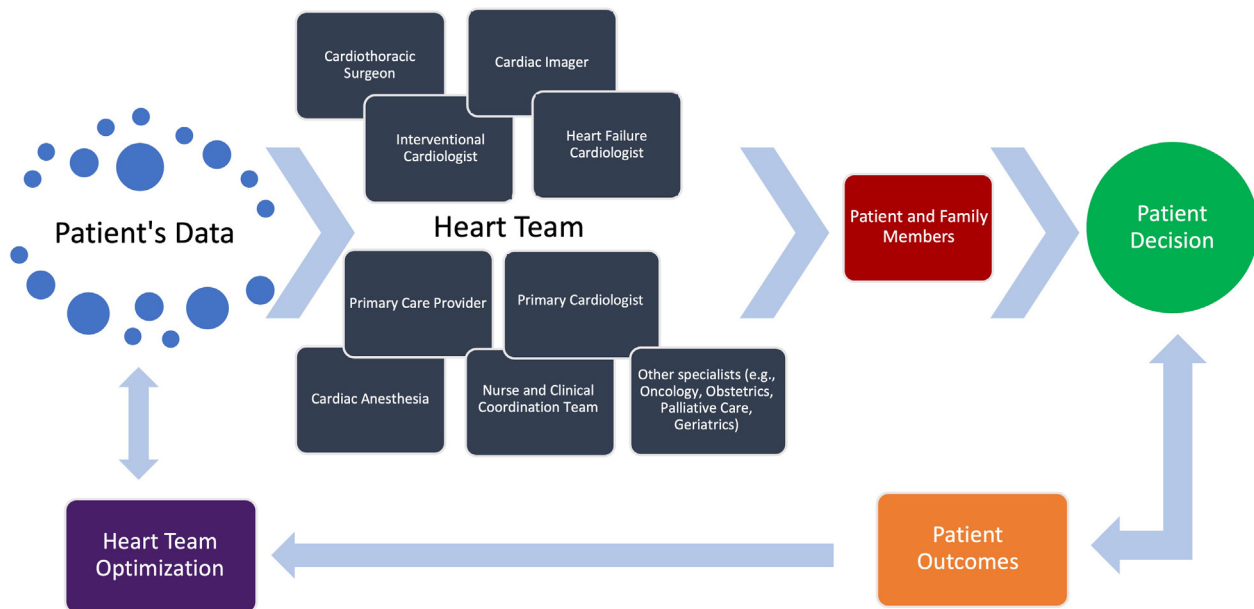 Cardiothoracic
Surgeon
Cardiac Imager
Interventional
Cardiologist
Heart Failure
Cardiologist
Patient's Data
Heart Team
Patient and Family
Members
Patient
Decision
Primary Care Provider
Primary Cardiologist
Cardiac Anesthesia
Nurse and Clinical
Coordination Team
Other specialists (e.g.,
Oncology, Obstetrics,
Palliative Care,
Geriatrics)
Heart Team
Optimization
Patient
Outcomes